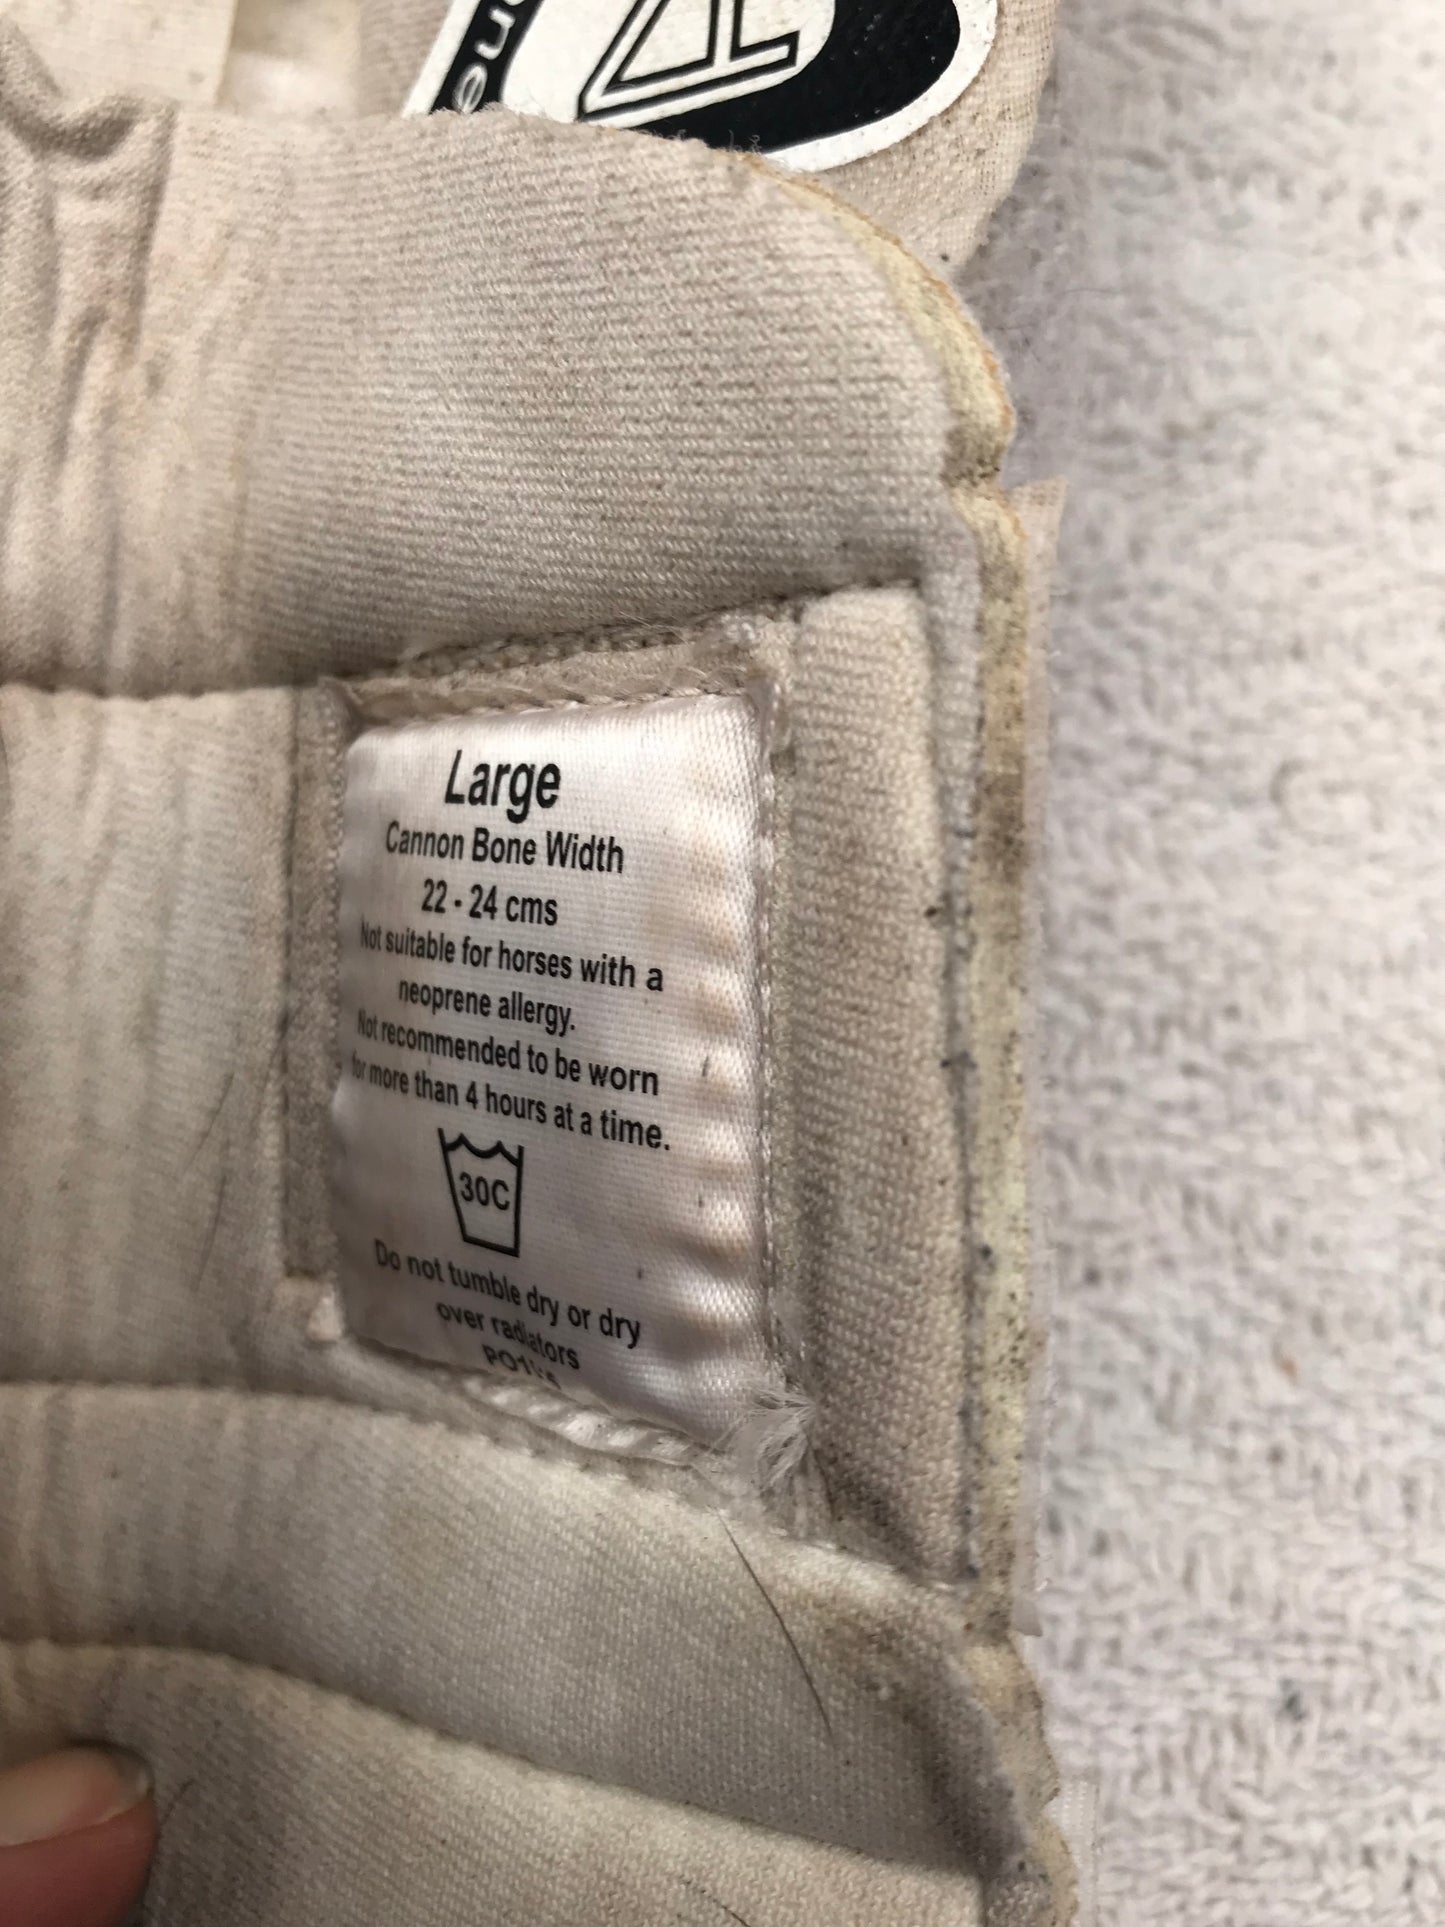 Large
Cannon Bone Width
22 - 24 cms
Not suitable for horses with a
neoprene allergy.
Not recommended to be worn
for more than 4 hours at a time.
30C
Do not tumble dry or dry
over radiators